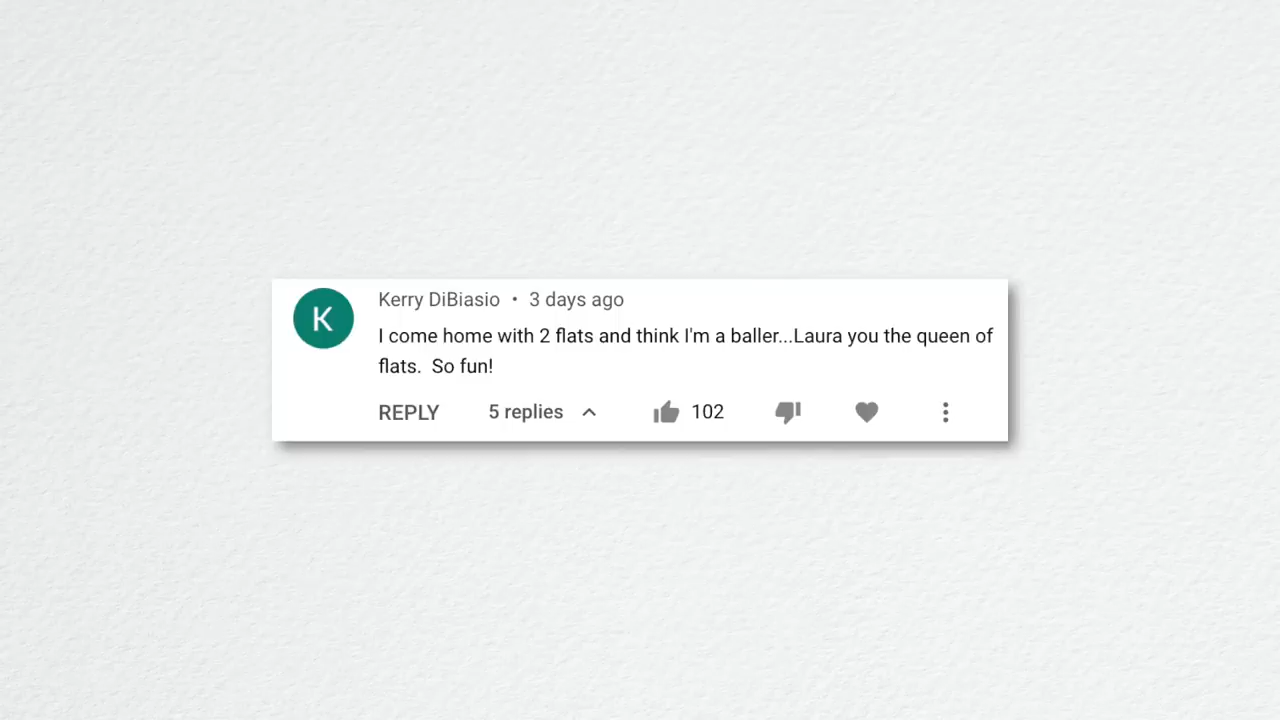 K
Kerry DiBiasio • 3 days ago
I come home with 2 flats and think I'm a baller...Laura you the queen of
flats.  So fun!
REPLY 5 replies 102